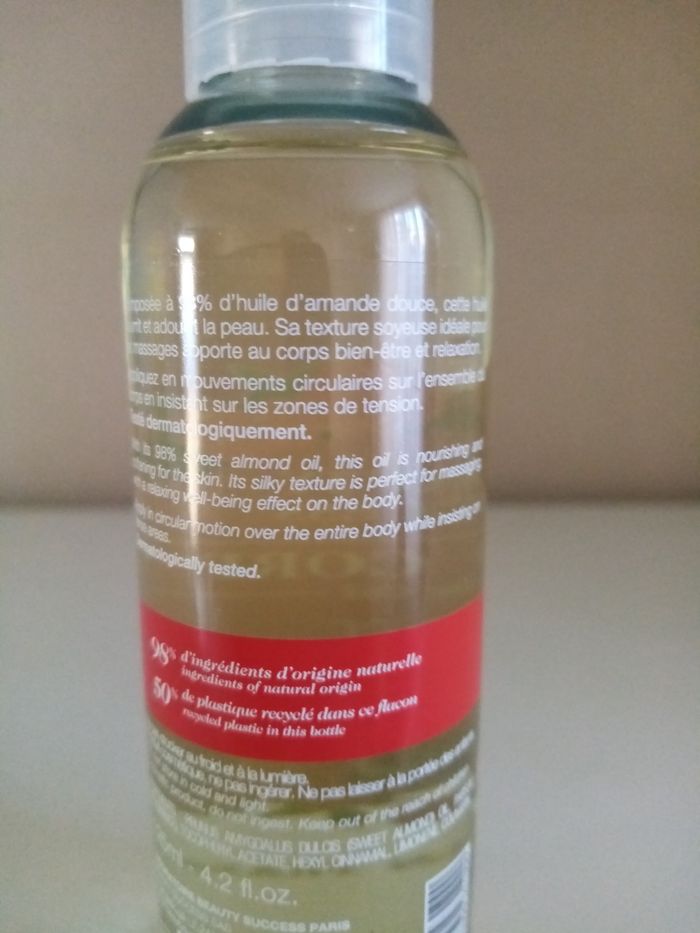 à 98% d'huile d'amande douce, cette
et adoucit la peau. Sa texture soyeuse idéale pour
massages apporte au corps bien-être et relaxation.
en mouvements circulaires sur l'ensemble du
en insistant sur les zones de tension.
dermatologiquement.
its 98% sweet almond oil, this oil is nourishing and
for the skin. Its silky texture is perfect for massaging,
a relaxing well-being effect on the body.
in circular motion over the entire body while insisting on
areas.
tested.
98% d'ingrédients d'origine naturelle
ingredients of natural origin
50% de plastique recyclé dans ce flacon
recycled plastic in this bottle
au froid et à la lumière.
ne pas ingérer. Ne pas laisser à la portée des enfants.
in cold and light.
product, do not ingest. Keep out of the reach of children.
PRUNUS AMYGDALUS DULCIS (SWEET ALMOND) OIL,
TOCOPHERYL ACETATE, HEXYL CINNAMAL, LIMONENE,
- 4.2 fl.oz.
BEAUTY SUCCESS PARIS